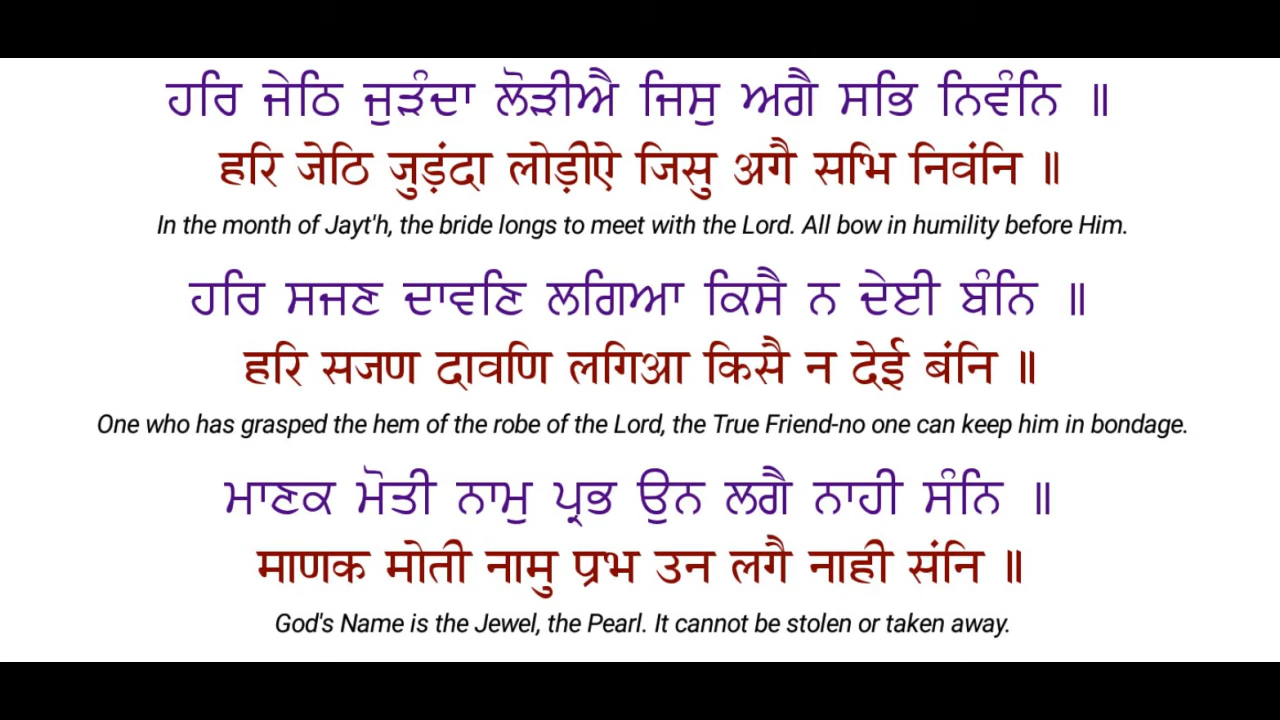 ਹਰਿ ਜੇਠਿ ਜੁੜੰਦਾ ਲੋੜੀਐ ਜਿਸੁ ਅਗੈ ਸਭਿ ਨਿਵੰਨਿ ॥
हरि जेठि जुड़ंदा लोड़ीऐ जिसु अगै सभि निवंनि ॥
In the month of Jayt'h, the bride longs to meet with the Lord. All bow in humility before Him.
ਹਰਿ ਸਜਣ ਦਾਵਣਿ ਲਗਿਆ ਕਿਸੈ ਨ ਦੇਈ ਬੰਨਿ ॥
हरि सजण दावणि लगिआ किसै न देई बंनि ॥
One who has grasped the hem of the robe of the Lord, the True Friend-no one can keep him in bondage.
ਮਾਣਕ ਮੋਤੀ ਨਾਮੁ ਪ੍ਰਭ ਉਨ ਲਗੈ ਨਾਹੀ ਸੰਨਿ ॥
माणक मोती नामु प्रभ उन लगै नाही संनि ॥
God's Name is the Jewel, the Pearl. It cannot be stolen or taken away.